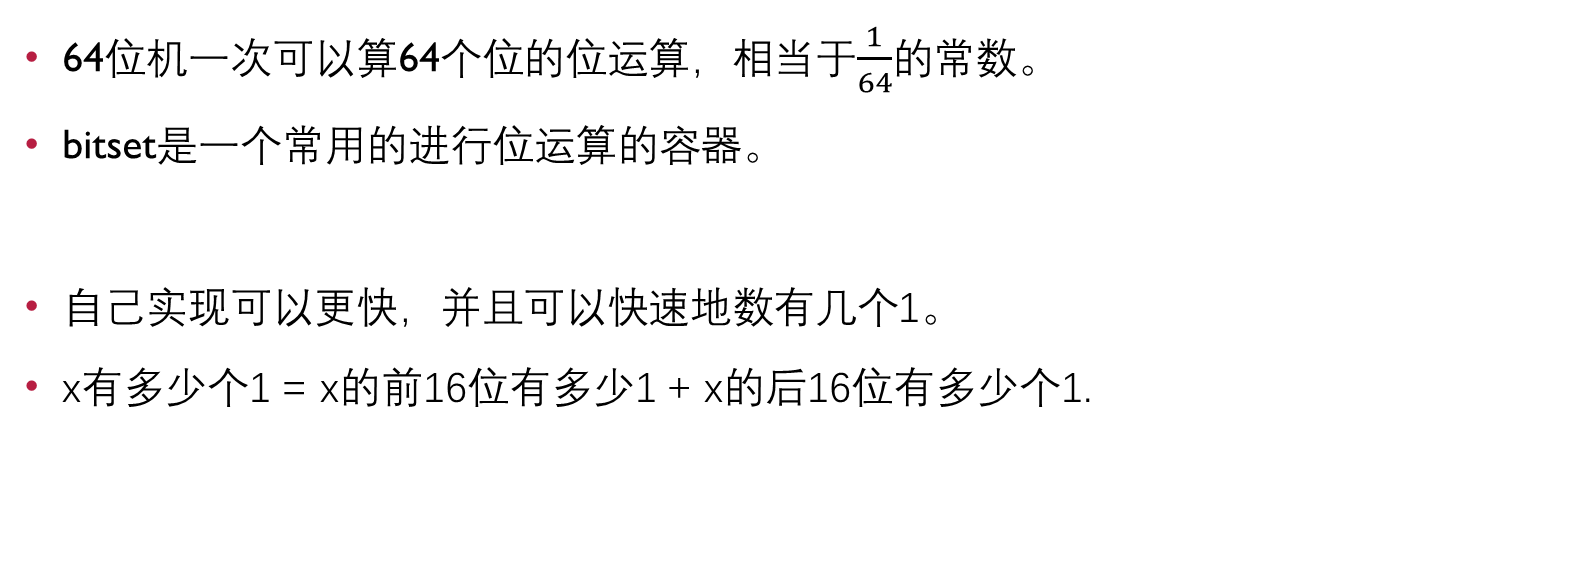 • 64位机一次可以算64个位的位运算，相当于1/64的常数。
• bitset是一个常用的进行位运算的容器。
• 自己实现可以更快，并且可以快速地数有几个1。
• x有多少个1 = x的前16位有多少1 + x的后16位有多少个1.